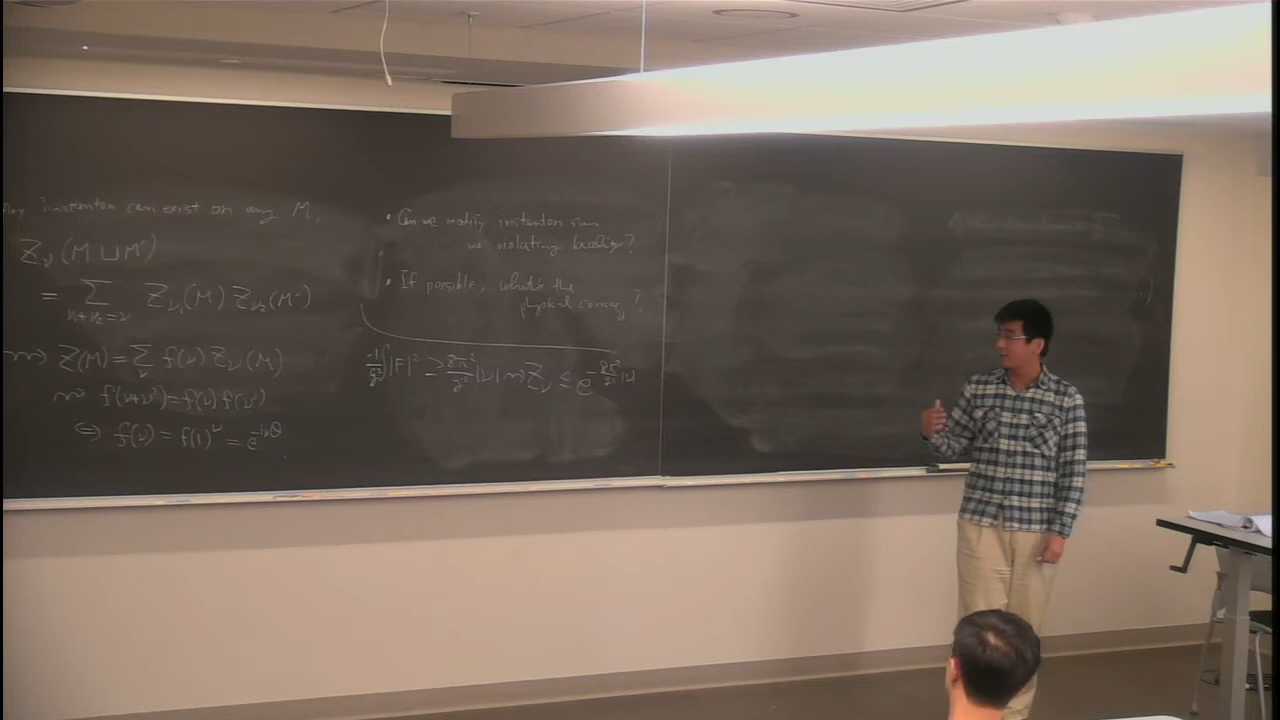 instanton can exist on any M,
Z_ν(M ⊔ M')
= Σ_{ν₁+ν₂=ν} Z_{ν₁}(M) Z_{ν₂}(M')
⇝ Z(M) = Σ_ν f(ν) Z_ν(M)
⇝ f(ν+ν') = f(ν) f(ν')
⇔ f(ν) = f(1)^ν = e^{-iνθ}
• Can we modify instanton sum
w/o violating locality?
• If possible, what's the
physical conseq ?
-1/g² ∫|F|² ≥ 8π²/g² |ν| ⇝ Z_ν ≤ e^{-8π²/g² |ν|}